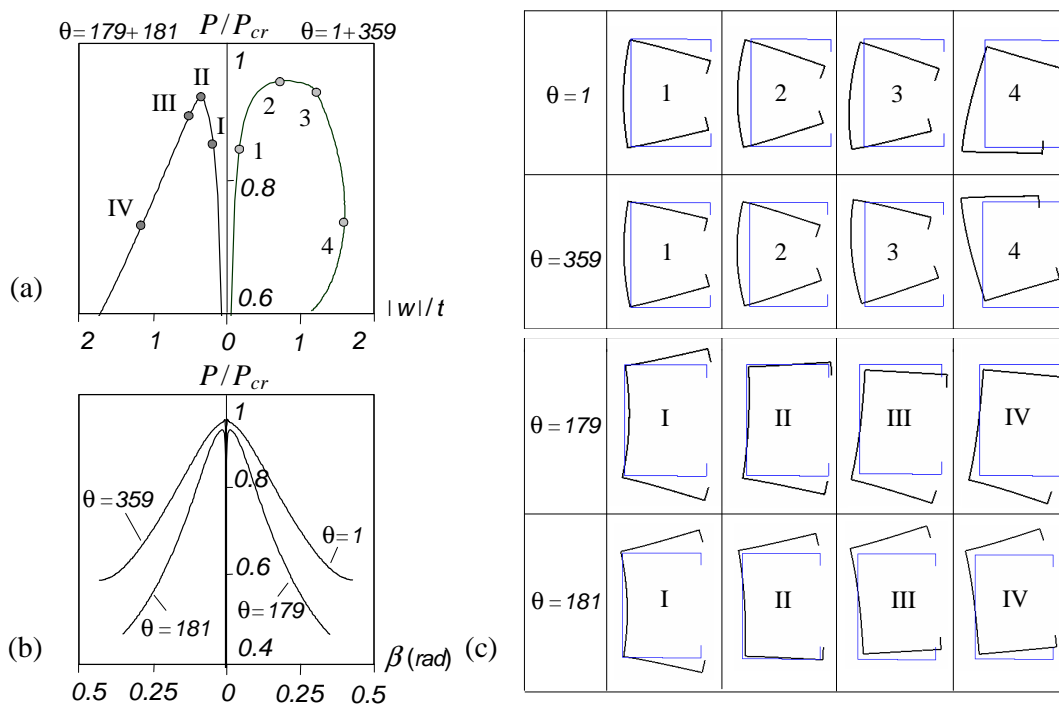 θ = 179+181 P / Pcr θ = 1+359
1
II
III
I
2
3
1
0.8
IV
4
(a)
0.6
| w | / t
2 1 0 1 2
P / Pcr
1
0.8
θ = 359
θ = 1
0.6
θ = 181
θ = 179
(b)
0.4
β (rad)
0.5 0.25 0 0.25 0.5
(c)
θ = 1 1 2 3 4
θ = 359 1 2 3 4
θ = 179 I II III IV
θ = 181 I II III IV